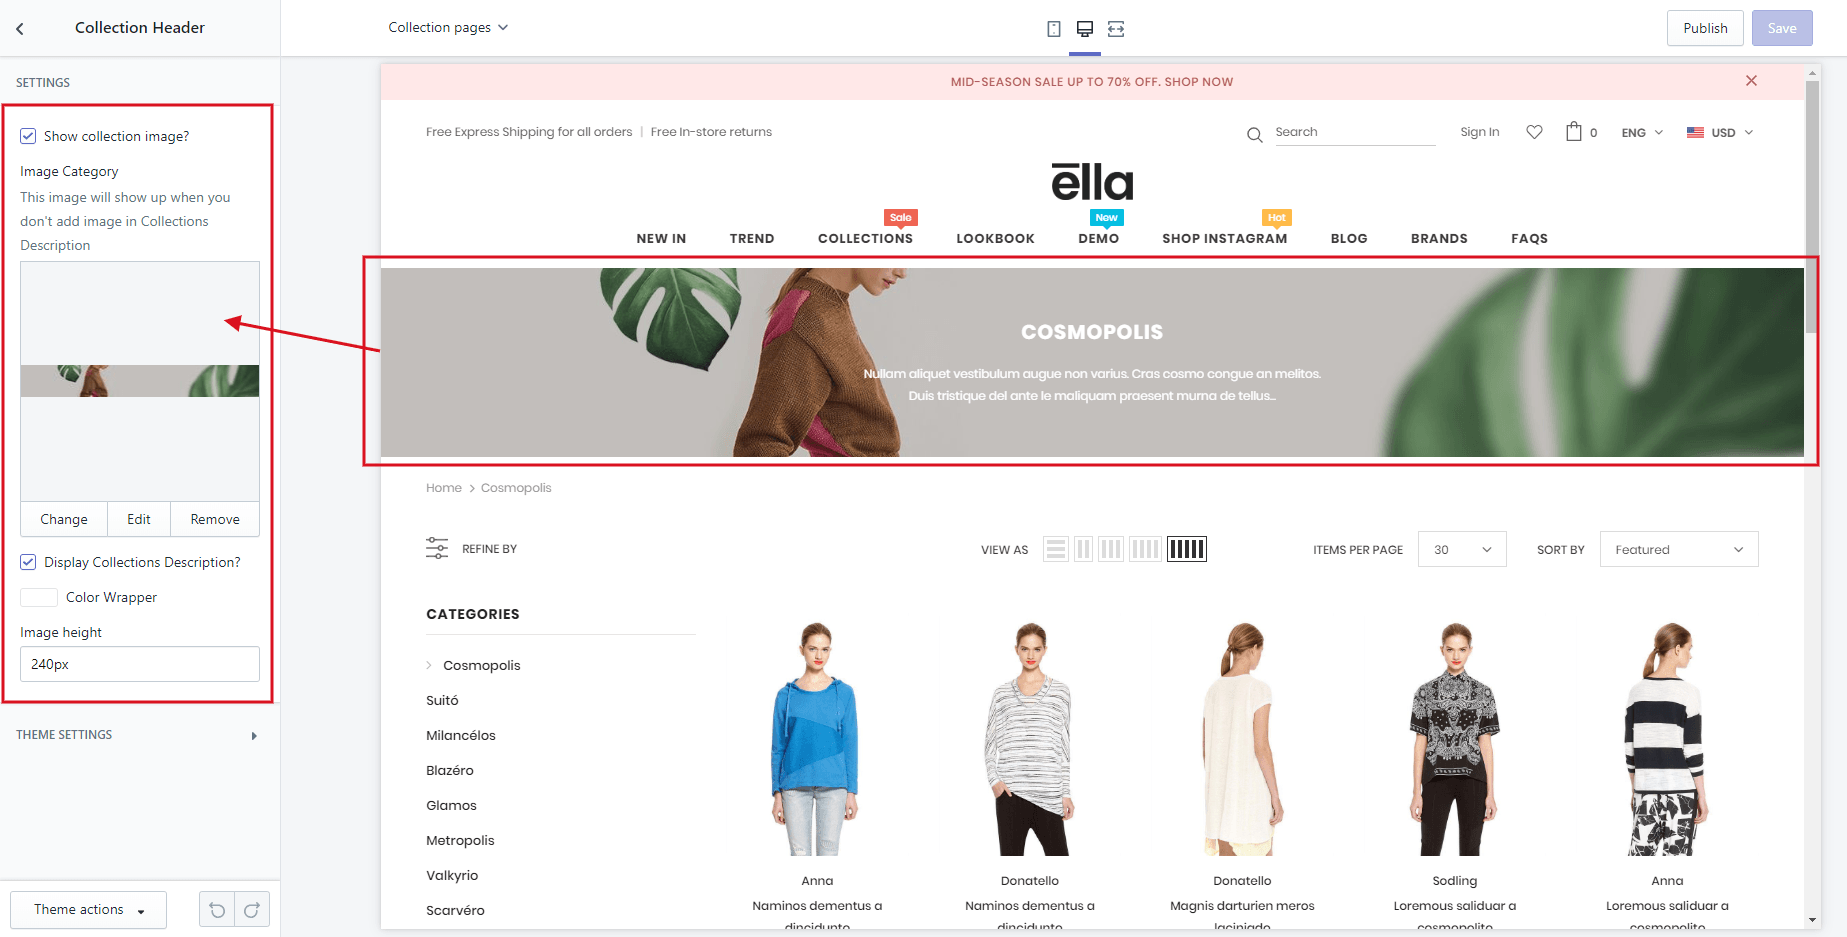 Collection Header
Collection pages
Publish
Save
SETTINGS
Show collection image?
Image Category
This image will show up when you
don't add image in Collections
Description
Change
Edit
Remove
Display Collections Description?
Color Wrapper
Image height
240px
THEME SETTINGS
Theme actions
MID-SEASON SALE UP TO 70% OFF. SHOP NOW
Free Express Shipping for all orders | Free In-store returns
Search
Sign In
0
ENG
USD
ella
Sale
New
Hot
NEW IN
TREND
COLLECTIONS
LOOKBOOK
DEMO
SHOP INSTAGRAM
BLOG
BRANDS
FAQS
COSMOPOLIS
Nullam aliquet vestibulum augue non varius. Cras cosmo congue an melitos.
Duis tristique del ante le maliquam praesent murna de tellus...
Home > Cosmopolis
REFINE BY
VIEW AS
ITEMS PER PAGE
30
SORT BY
Featured
CATEGORIES
Cosmopolis
Suitó
Milancélos
Blazéro
Glamos
Metropolis
Valkyrio
Scarvéro
Anna
Naminos dementus a
dincidunto
Donatello
Naminos dementus a
dincidunto
Donatello
Magnis darturien meros
laciniado
Sodling
Loremous saliduar a
cosmopolito
Anna
Loremous saliduar a
cosmopolito